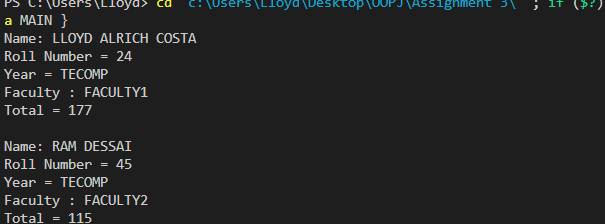 PS C:\Users\Lloyd> cd "c:\Users\Lloyd\Desktop\OOPJ\Assignment 3\" ; if ($?)
a MAIN }
Name: LLOYD ALRICH COSTA
Roll Number = 24
Year = TECOMP
Faculty : FACULTY1
Total = 177
Name: RAM DESSAI
Roll Number = 45
Year = TECOMP
Faculty : FACULTY2
Total = 115